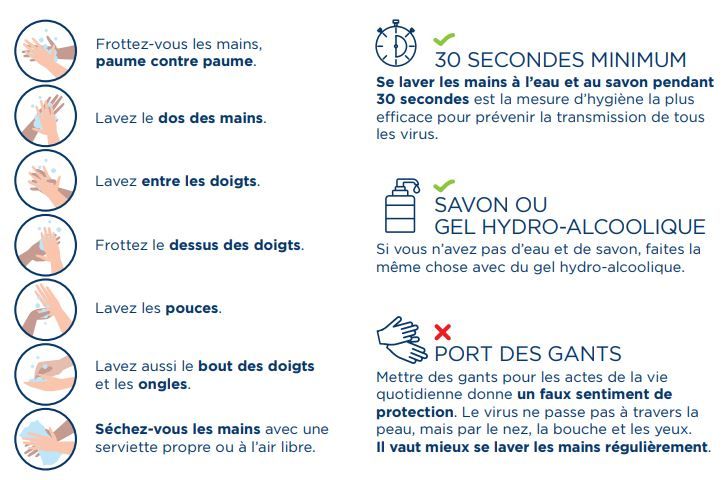 Frottez-vous les mains,
paume contre paume.
Lavez le dos des mains.
Lavez entre les doigts.
Frottez le dessus des doigts.
Lavez les pouces.
Lavez aussi le bout des doigts
et les ongles.
Séchez-vous les mains avec une
serviette propre ou à l'air libre.
30 SECONDES MINIMUM
Se laver les mains à l'eau et au savon pendant
30 secondes est la mesure d'hygiène la plus
efficace pour prévenir la transmission de tous
les virus.
SAVON OU
GEL HYDRO-ALCOOLIQUE
Si vous n'avez pas d'eau et de savon, faites la
même chose avec du gel hydro-alcoolique.
PORT DES GANTS
Mettre des gants pour les actes de la vie
quotidienne donne un faux sentiment de
protection. Le virus ne passe pas à travers la
peau, mais par le nez, la bouche et les yeux.
Il vaut mieux se laver les mains régulièrement.